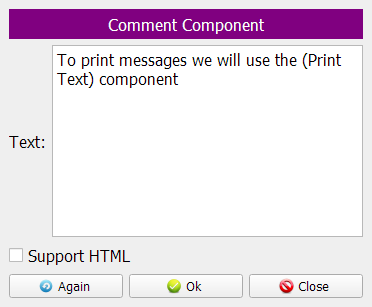 Comment Component
To print messages we will use the (Print
Text) component
Text:
Support HTML
Again Ok Close